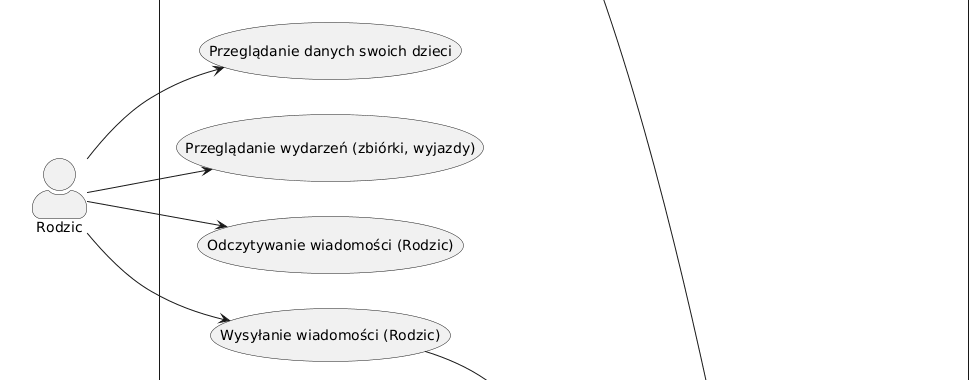 Przeglądanie danych swoich dzieci
Przeglądanie wydarzeń (zbiórki, wyjazdy)
Rodzic
Odczytywanie wiadomości (Rodzic)
Wysyłanie wiadomości (Rodzic)